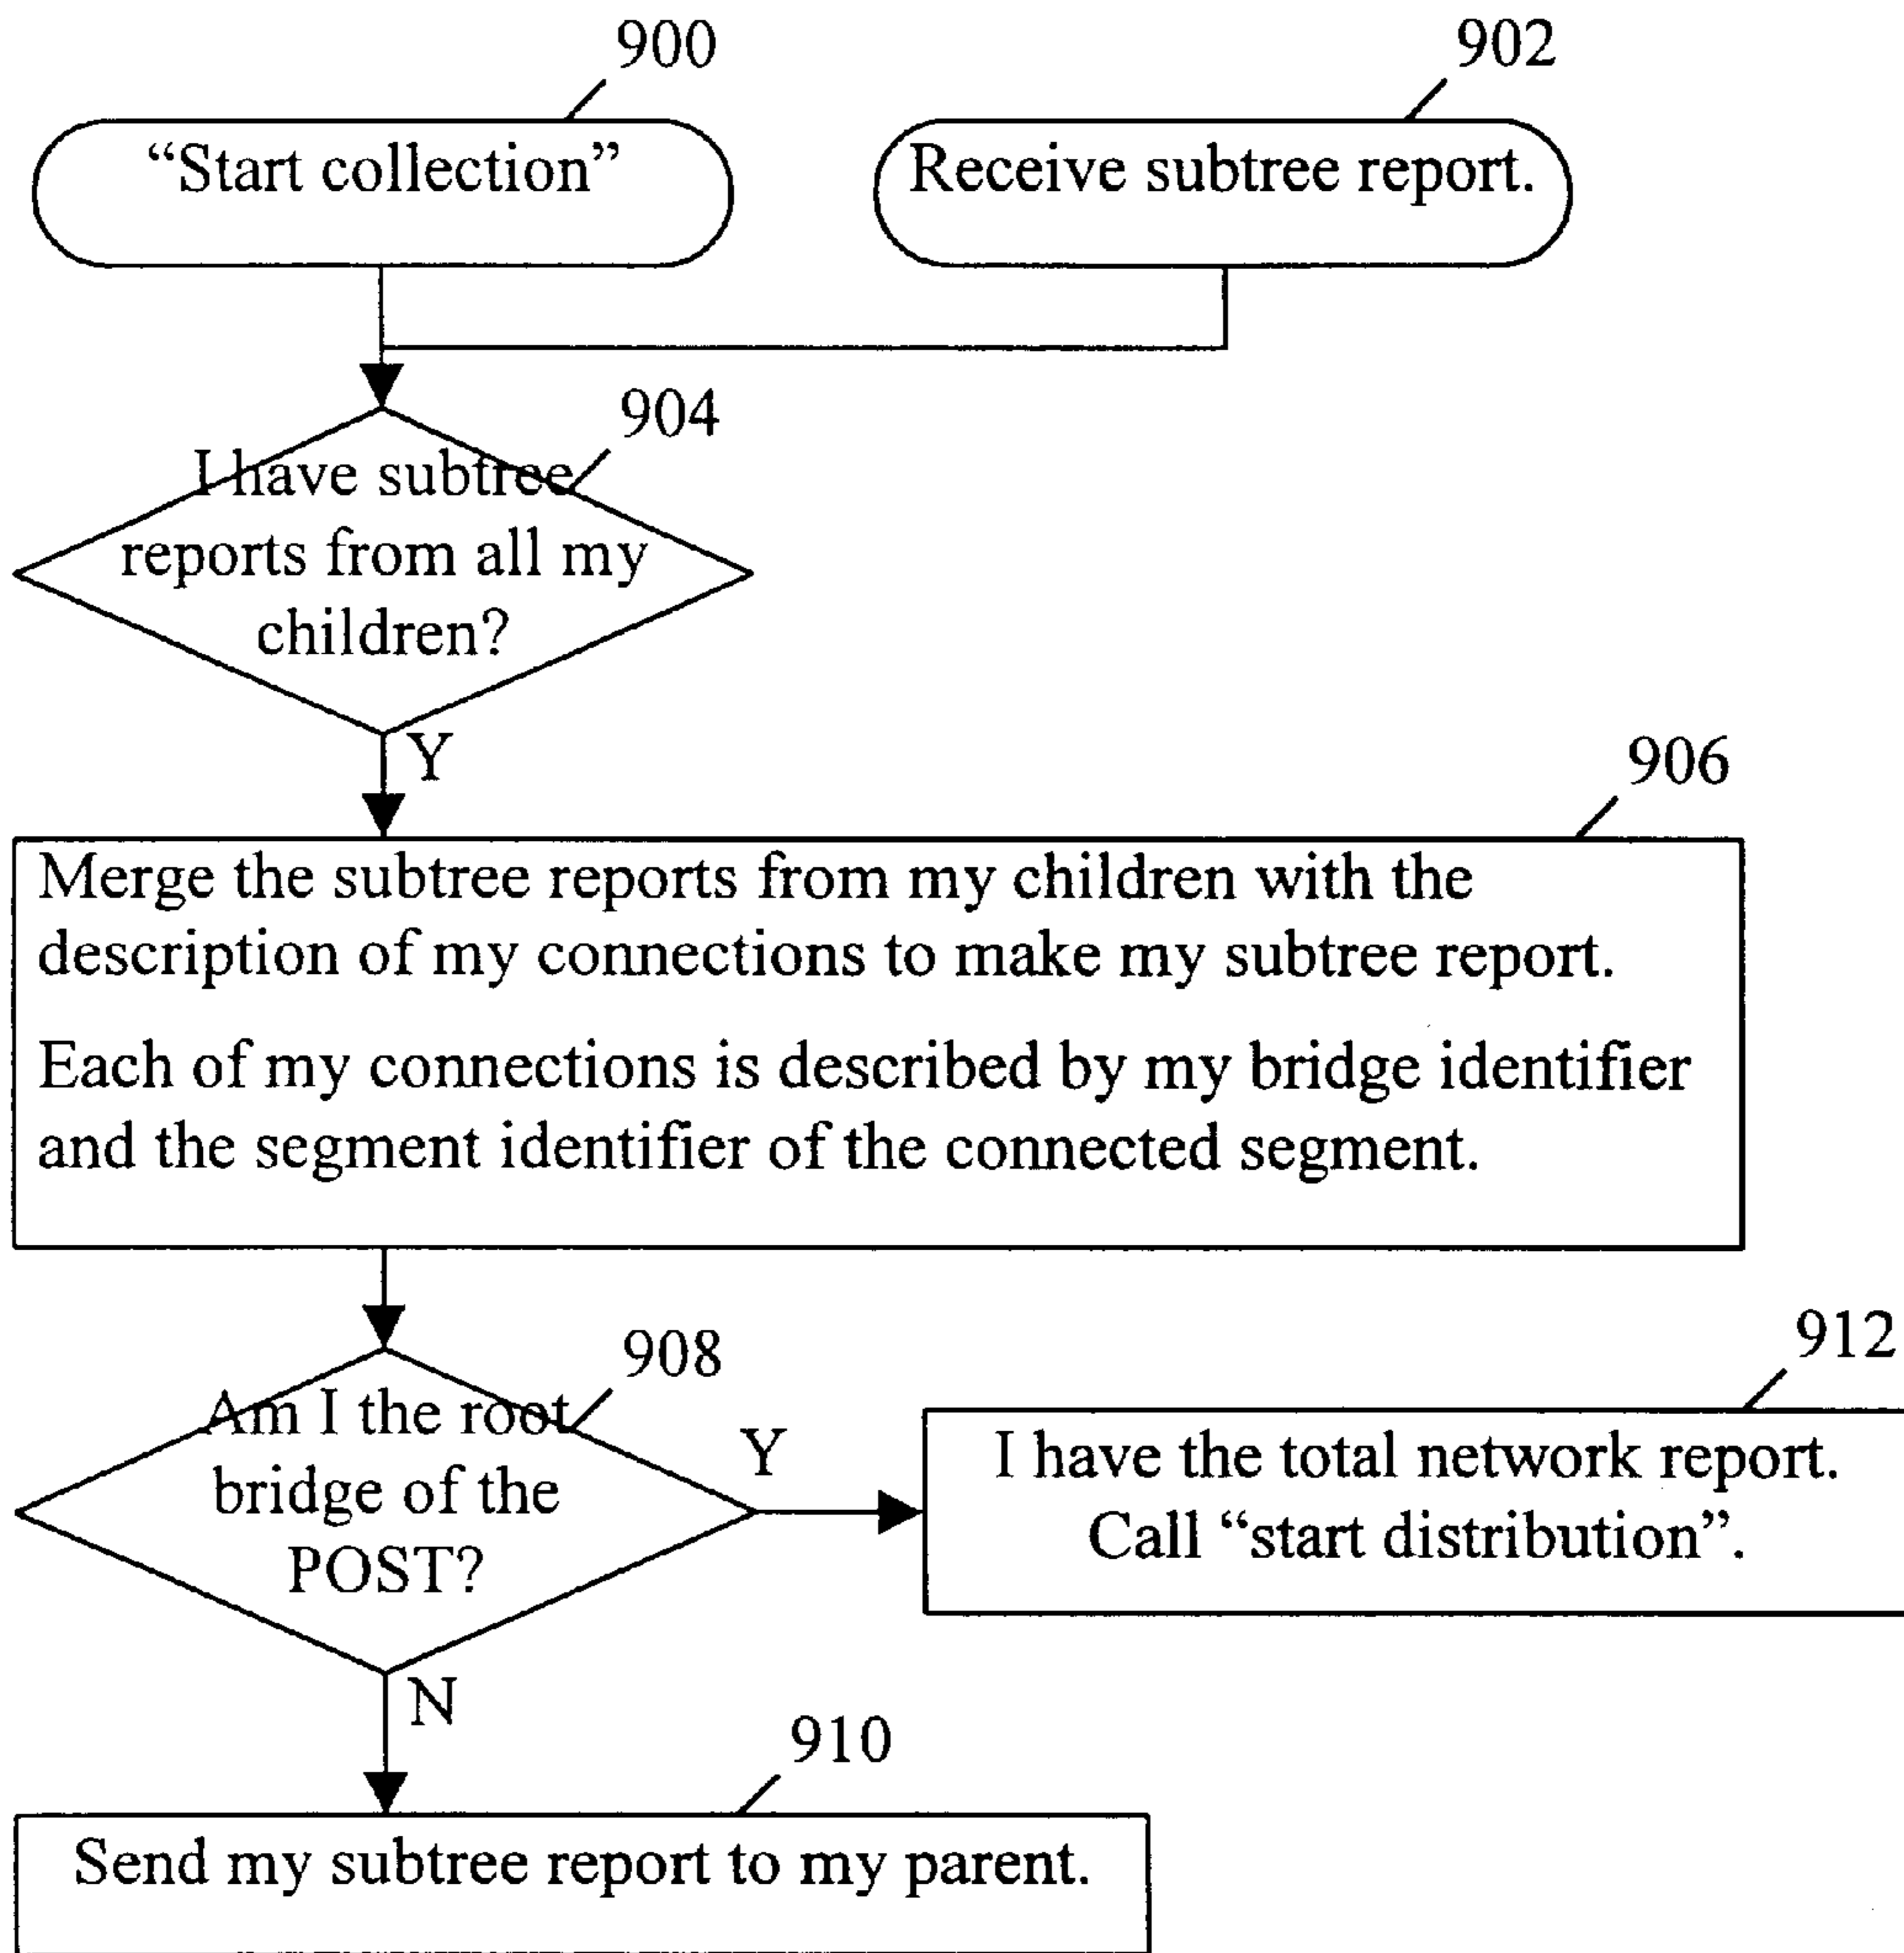 900
902
“Start collection”
Receive subtree report.
904
I have subtree
reports from all my
children?
Y
906
Merge the subtree reports from my children with the
description of my connections to make my subtree report.
Each of my connections is described by my bridge identifier
and the segment identifier of the connected segment.
908
912
Am I the root
bridge of the
POST?
Y
I have the total network report.
Call “start distribution”.
N
910
Send my subtree report to my parent.